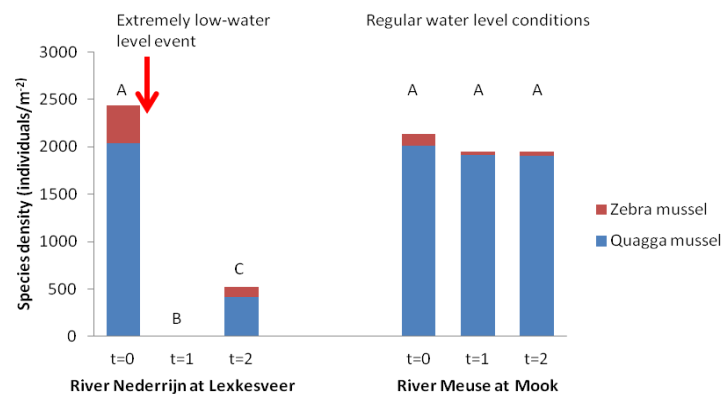 Extremely low-water
level event
Regular water level conditions
Species density (individuals/m⁻²)
3000
2500
2000
1500
1000
500
0
A
B
C
A
A
A
Zebra mussel
Quagga mussel
t=0
t=1
t=2
t=0
t=1
t=2
River Nederrijn at Lexkesveer
River Meuse at Mook